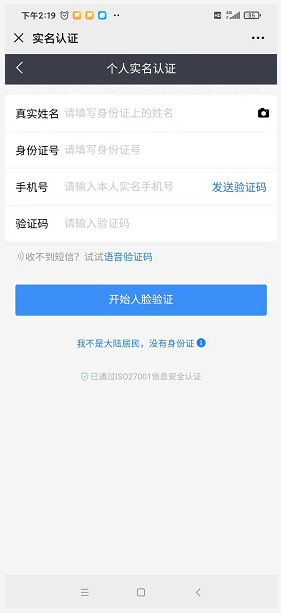 下午2:19
4G
35
实名认证
个人实名认证
真实姓名 请填写身份证上的姓名
身份证号 请填写身份证号
手机号 请输入本人实名手机号 发送验证码
验证码 请输入验证码
收不到短信？试试语音验证码
开始人脸验证
我不是大陆居民，没有身份证
已通过ISO27001信息安全认证